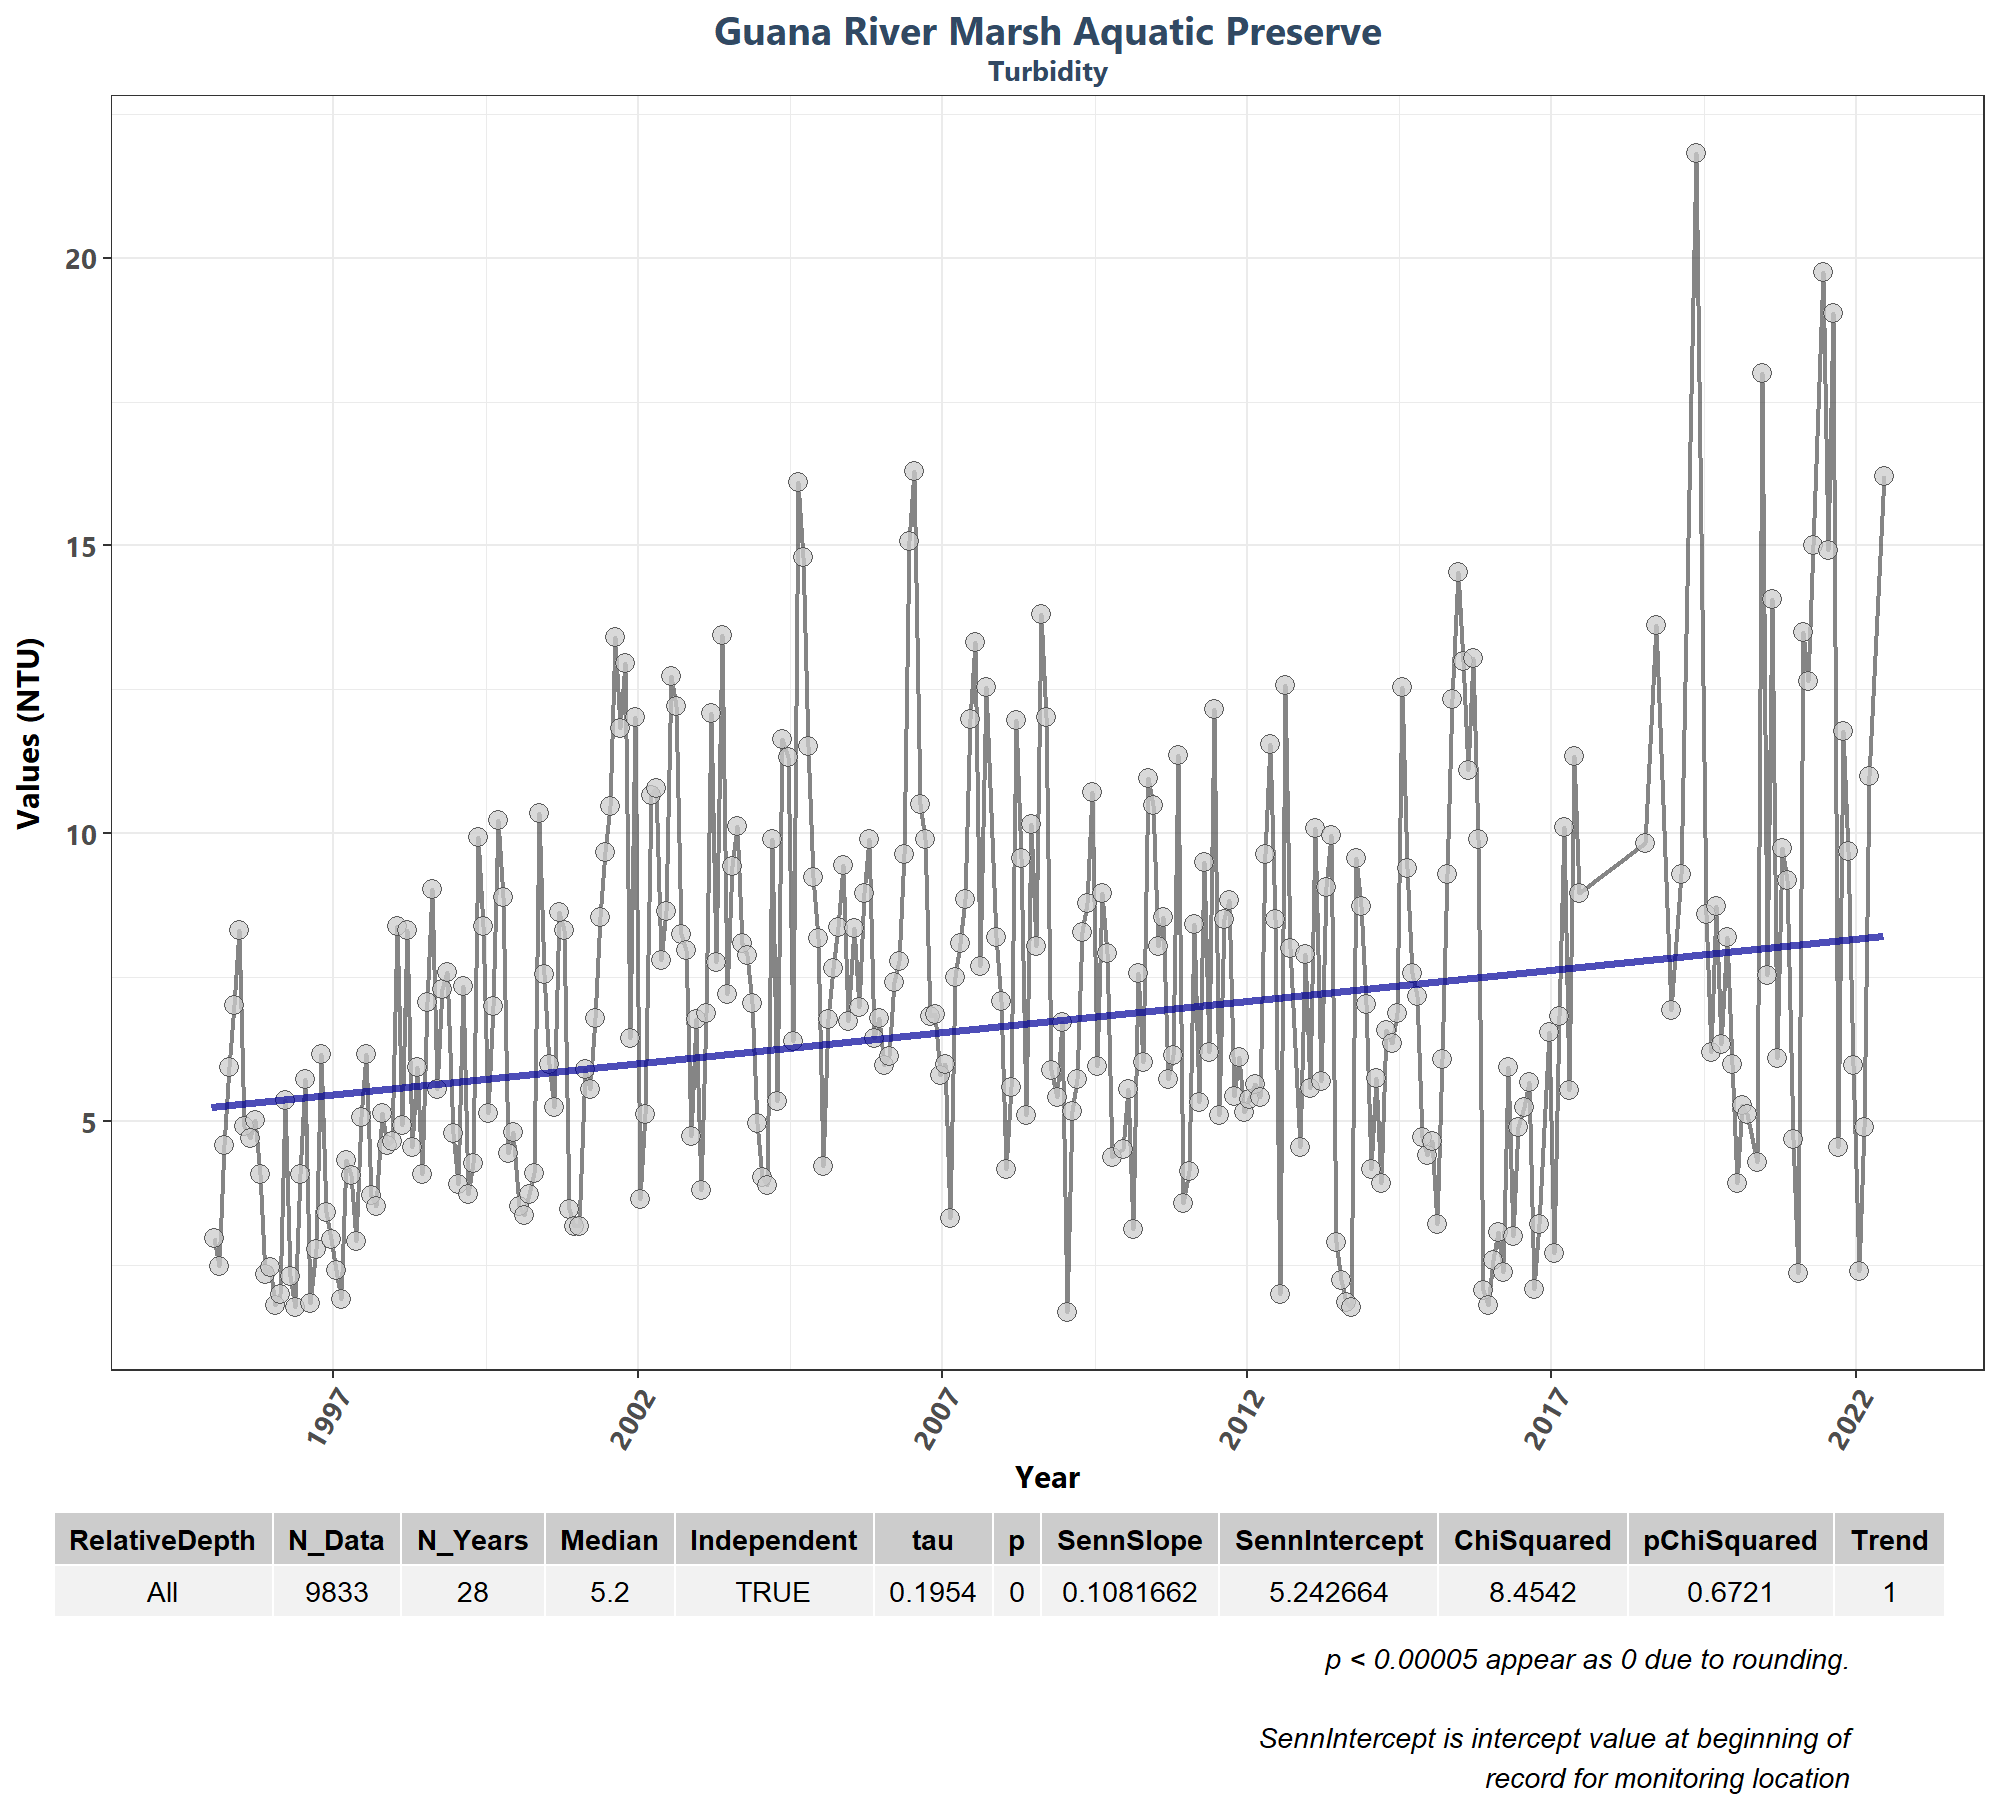 Guana River Marsh Aquatic Preserve
Turbidity
20
15
10
5
Values (NTU)
1997 2002 2007 2012 2017 2022
Year
RelativeDepth N_Data N_Years Median Independent tau p SennSlope SennIntercept ChiSquared pChiSquared Trend
All 9833 28 5.2 TRUE 0.1954 0 0.1081662 5.242664 8.4542 0.6721 1
p < 0.00005 appear as 0 due to rounding.
SennIntercept is intercept value at beginning of
record for monitoring location